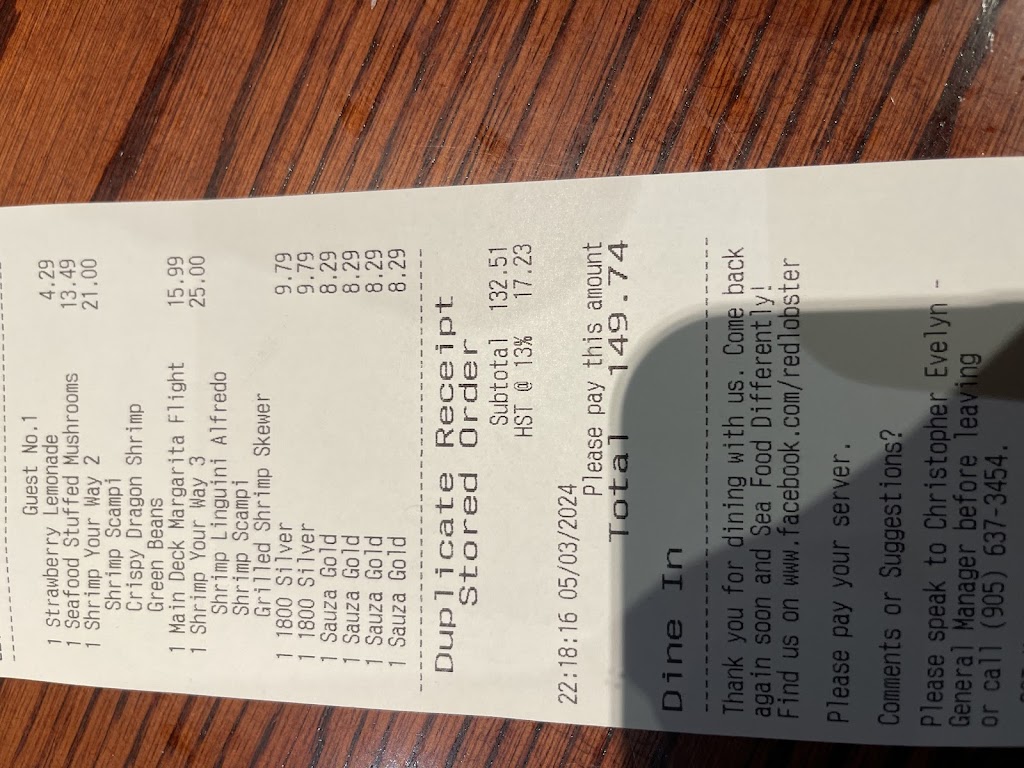 Guest No.1
1 Strawberry Lemonade 4.29
1 Seafood Stuffed Mushrooms 13.49
1 Shrimp Your Way 2 21.00
Shrimp Scampi
Crispy Dragon Shrimp
Green Beans
1 Main Deck Margarita Flight 15.99
1 Shrimp Your Way 3 25.00
Shrimp Linguini Alfredo
Shrimp Scampi
Grilled Shrimp Skewer
1 1800 Silver 9.79
1 1800 Silver 9.79
1 Sauza Gold 8.29
1 Sauza Gold 8.29
1 Sauza Gold 8.29
1 Sauza Gold 8.29
Duplicate Receipt
Stored Order
Subtotal 132.51
HST @ 13% 17.23
22:18:16 05/03/2024
Please pay this amount
Total 149.74
Dine In
Thank you for dining with us. Come back
again soon and Sea Food Differently!
Find us on www.facebook.com/redlobster
Please pay your server.
Comments or Suggestions?
Please speak to Christopher Evelyn -
General Manager before leaving
or call (905) 637-3454.